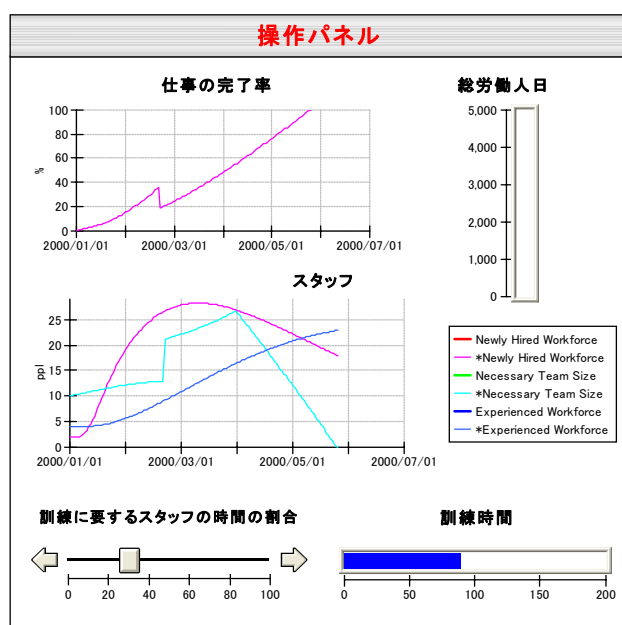 操作パネル
仕事の完了率
総労働人日
100
80
60
40
20
0
%
2000/01/01
2000/03/01
2000/05/01
2000/07/01
5,000
4,000
3,000
2,000
1,000
0
スタッフ
25
20
15
10
5
0
ppl
2000/01/01
2000/03/01
2000/05/01
2000/07/01
Newly Hired Workforce
*Newly Hired Workforce
Necessary Team Size
*Necessary Team Size
Experienced Workforce
*Experienced Workforce
訓練に要するスタッフの時間の割合
訓練時間
0 20 40 60 80 100
0 50 100 150 200